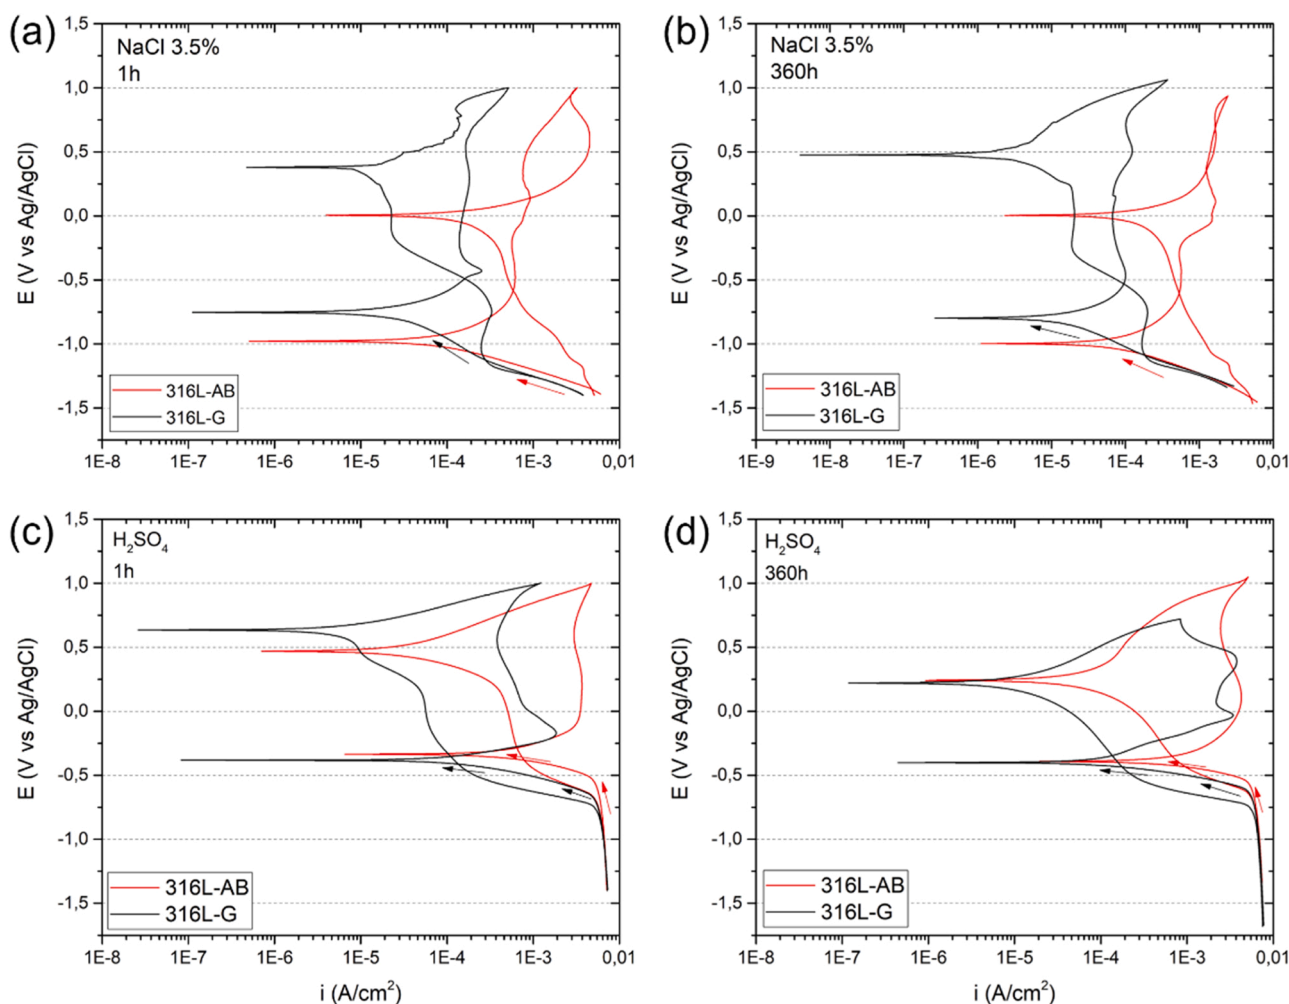 (a)
NaCl 3.5%
1h
1,5
1,0
0,5
0,0
-0,5
-1,0
-1,5
E (V vs Ag/AgCl)
316L-AB
316L-G
1E-8 1E-7 1E-6 1E-5 1E-4 1E-3 0,01
(b)
NaCl 3.5%
360h
1,5
1,0
0,5
0,0
-0,5
-1,0
-1,5
E (V vs Ag/AgCl)
316L-AB
316L-G
1E-9 1E-8 1E-7 1E-6 1E-5 1E-4 1E-3 0,01
(c)
H₂SO₄
1h
1,5
1,0
0,5
0,0
-0,5
-1,0
-1,5
E (V vs Ag/AgCl)
316L-AB
316L-G
1E-8 1E-7 1E-6 1E-5 1E-4 1E-3 0,01
i (A/cm²)
(d)
H₂SO₄
360h
1,5
1,0
0,5
0,0
-0,5
-1,0
-1,5
E (V vs Ag/AgCl)
316L-AB
316L-G
1E-8 1E-7 1E-6 1E-5 1E-4 1E-3 0,01
i (A/cm²)